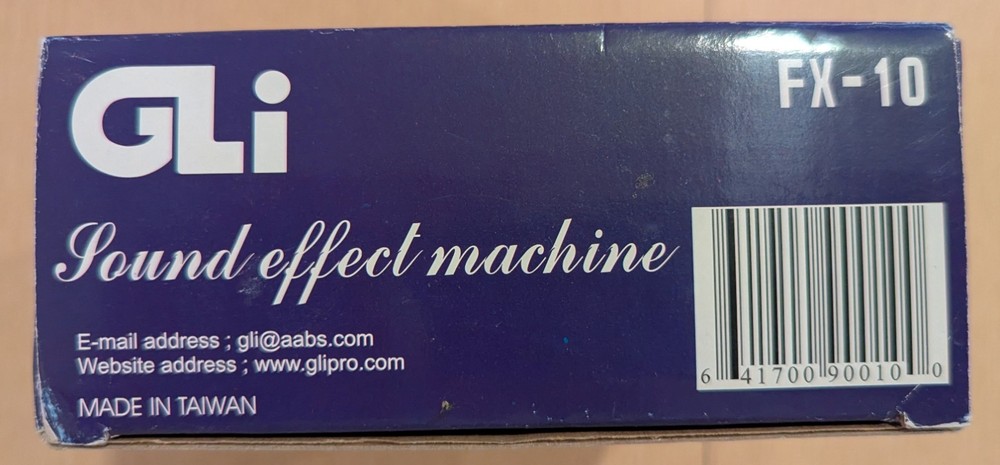 GLi
FX-10
Sound effect machine
E-mail address ; gli@aabs.com
Website address ; www.glipro.com
MADE IN TAIWAN
6 41700 90010 0